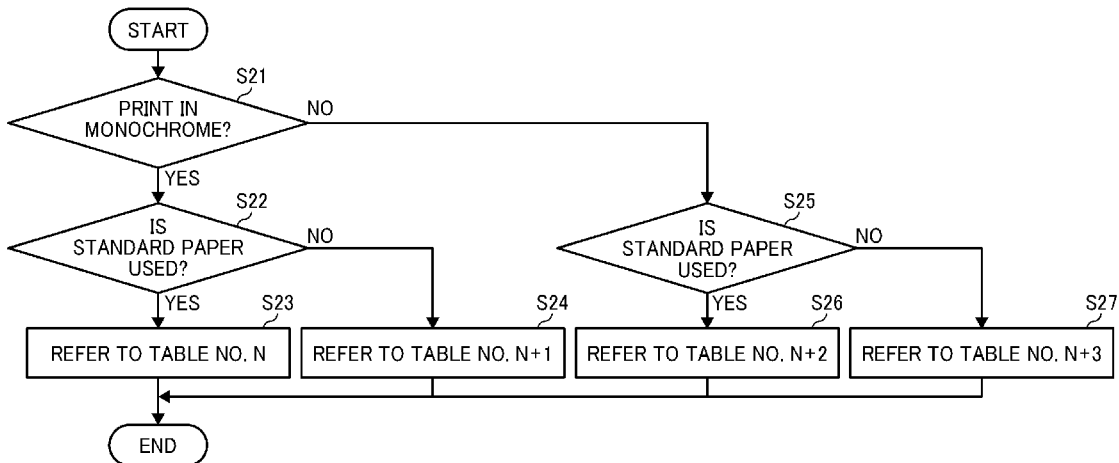 START
S21
PRINT IN
MONOCHROME?
NO
YES
S22
IS
STANDARD PAPER
USED?
NO
YES
S25
IS
STANDARD PAPER
USED?
NO
YES
S23
REFER TO TABLE NO. N
S24
REFER TO TABLE NO. N+1
S26
REFER TO TABLE NO. N+2
S27
REFER TO TABLE NO. N+3
END